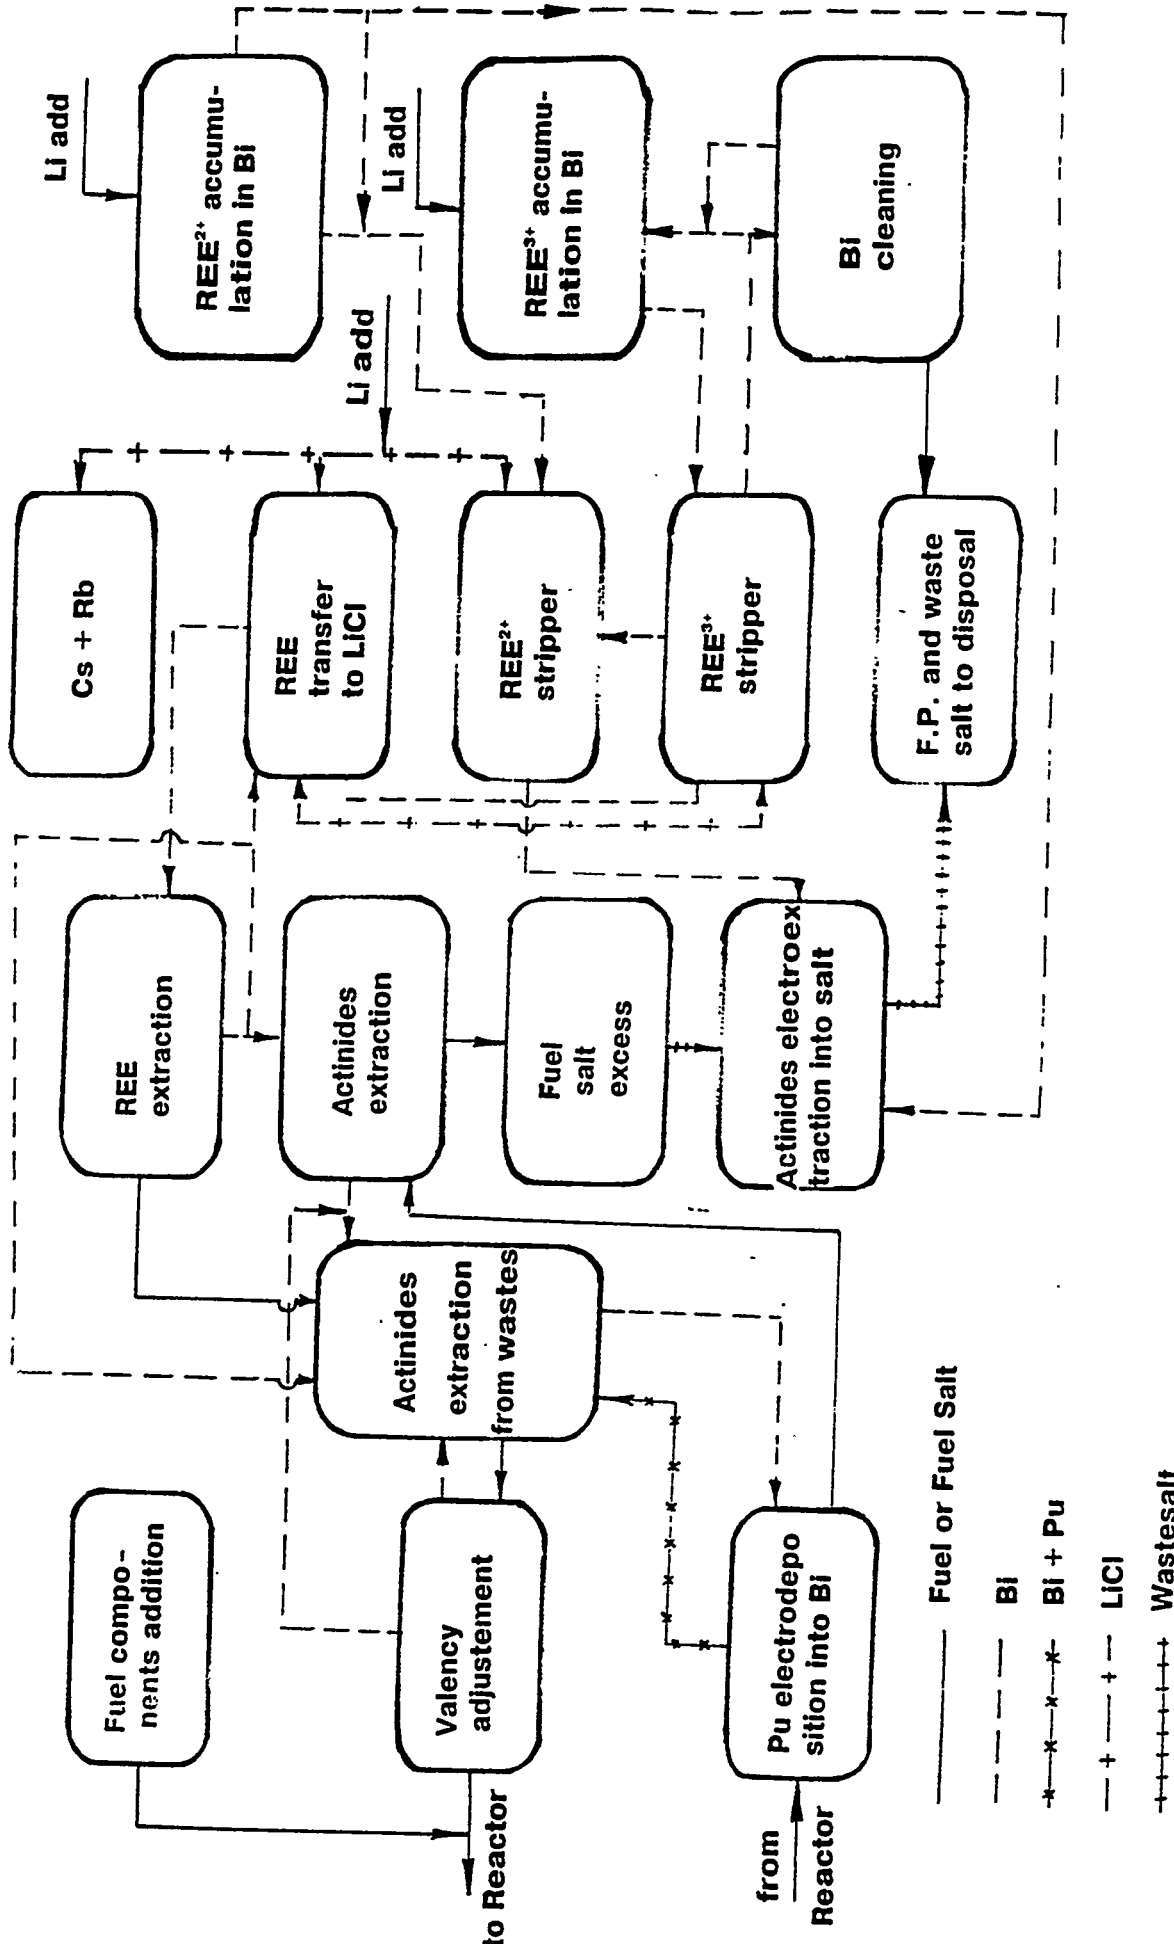 Fuel compo-
nents addition
Valency
adjustement
to Reactor
from
Reactor
Pu electrodepo
sition into Bi
Actinides
extraction
from wastes
REE
extraction
Actinides
extraction
Fuel
salt
excess
Actinides electroex
traction into salt
Cs + Rb
REE
transfer
to LiCl
REE²⁺
stripper
REE³⁺
stripper
F.P. and waste
salt to disposal
Li add
REE²⁺ accumu-
lation in Bi
Li add
Li add
REE³⁺ accumu-
lation in Bi
Bi
cleaning
Fuel or Fuel Salt
Bi
Bi + Pu
LiCl
Wastesalt